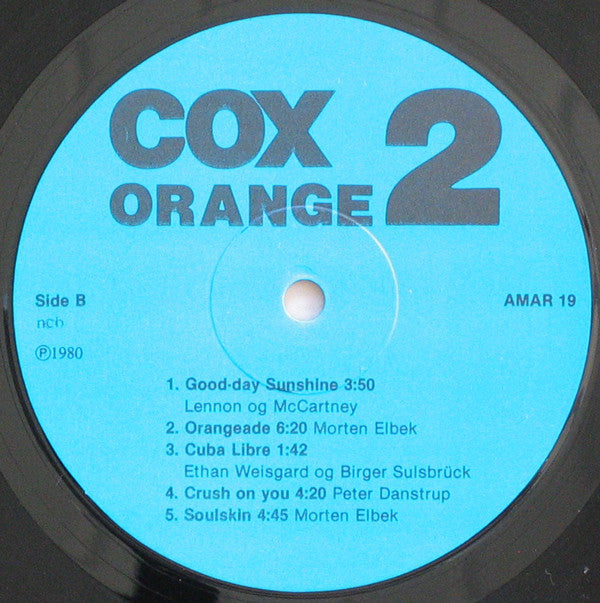 COX 2
ORANGE
Side B
AMAR 19
ncb
℗1980
1. Good-day Sunshine 3:50
Lennon og McCartney
2. Orangeade 6:20 Morten Elbek
3. Cuba Libre 1:42
Ethan Weisgard og Birger Sulsbrück
4. Crush on you 4:20 Peter Danstrup
5. Soulskin 4:45 Morten Elbek